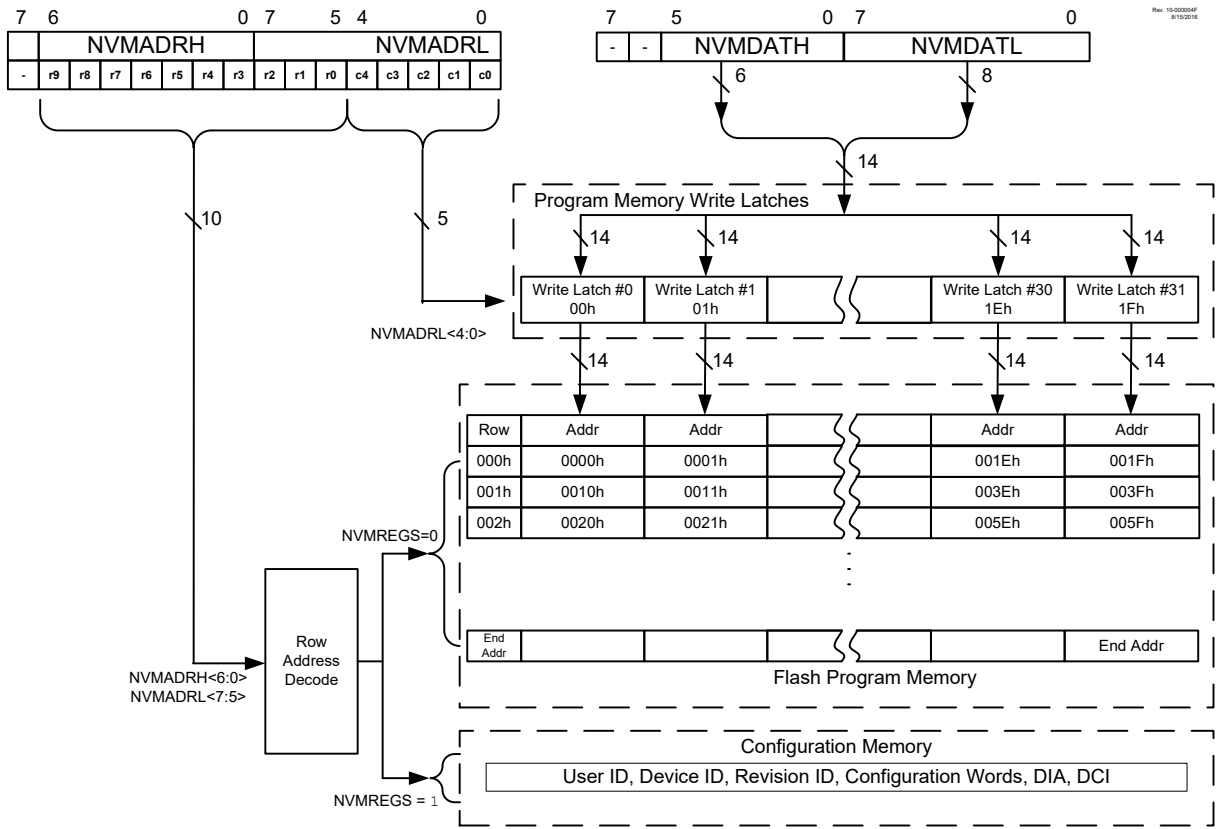 Rev. 10-000004F
8/15/2016
7 6 0 7 5 4 0
NVMADRH NVMADRL
- r9 r8 r7 r6 r5 r4 r3 r2 r1 r0 c4 c3 c2 c1 c0
7 5 0 7 0
- - NVMDATH NVMDATL
6 8
14
10
5
Program Memory Write Latches
14 14 14 14
Write Latch #0 Write Latch #1 Write Latch #30 Write Latch #31
00h 01h 1Eh 1Fh
NVMADRL<4:0>
14 14 14 14
Row Addr Addr Addr Addr
000h 0000h 0001h 001Eh 001Fh
001h 0010h 0011h 003Eh 003Fh
002h 0020h 0021h 005Eh 005Fh
NVMREGS=0
End
Addr
End Addr
Flash Program Memory
Row
Address
Decode
NVMADRH<6:0>
NVMADRL<7:5>
Configuration Memory
User ID, Device ID, Revision ID, Configuration Words, DIA, DCI
NVMREGS = 1